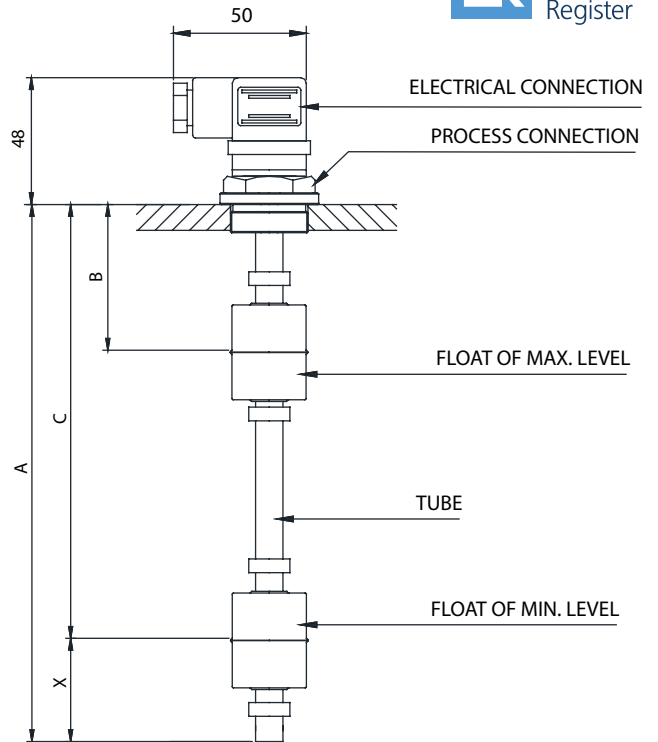 Register
50
ELECTRICAL CONNECTION
48
PROCESS CONNECTION
B
FLOAT OF MAX. LEVEL
C
A
TUBE
FLOAT OF MIN. LEVEL
X